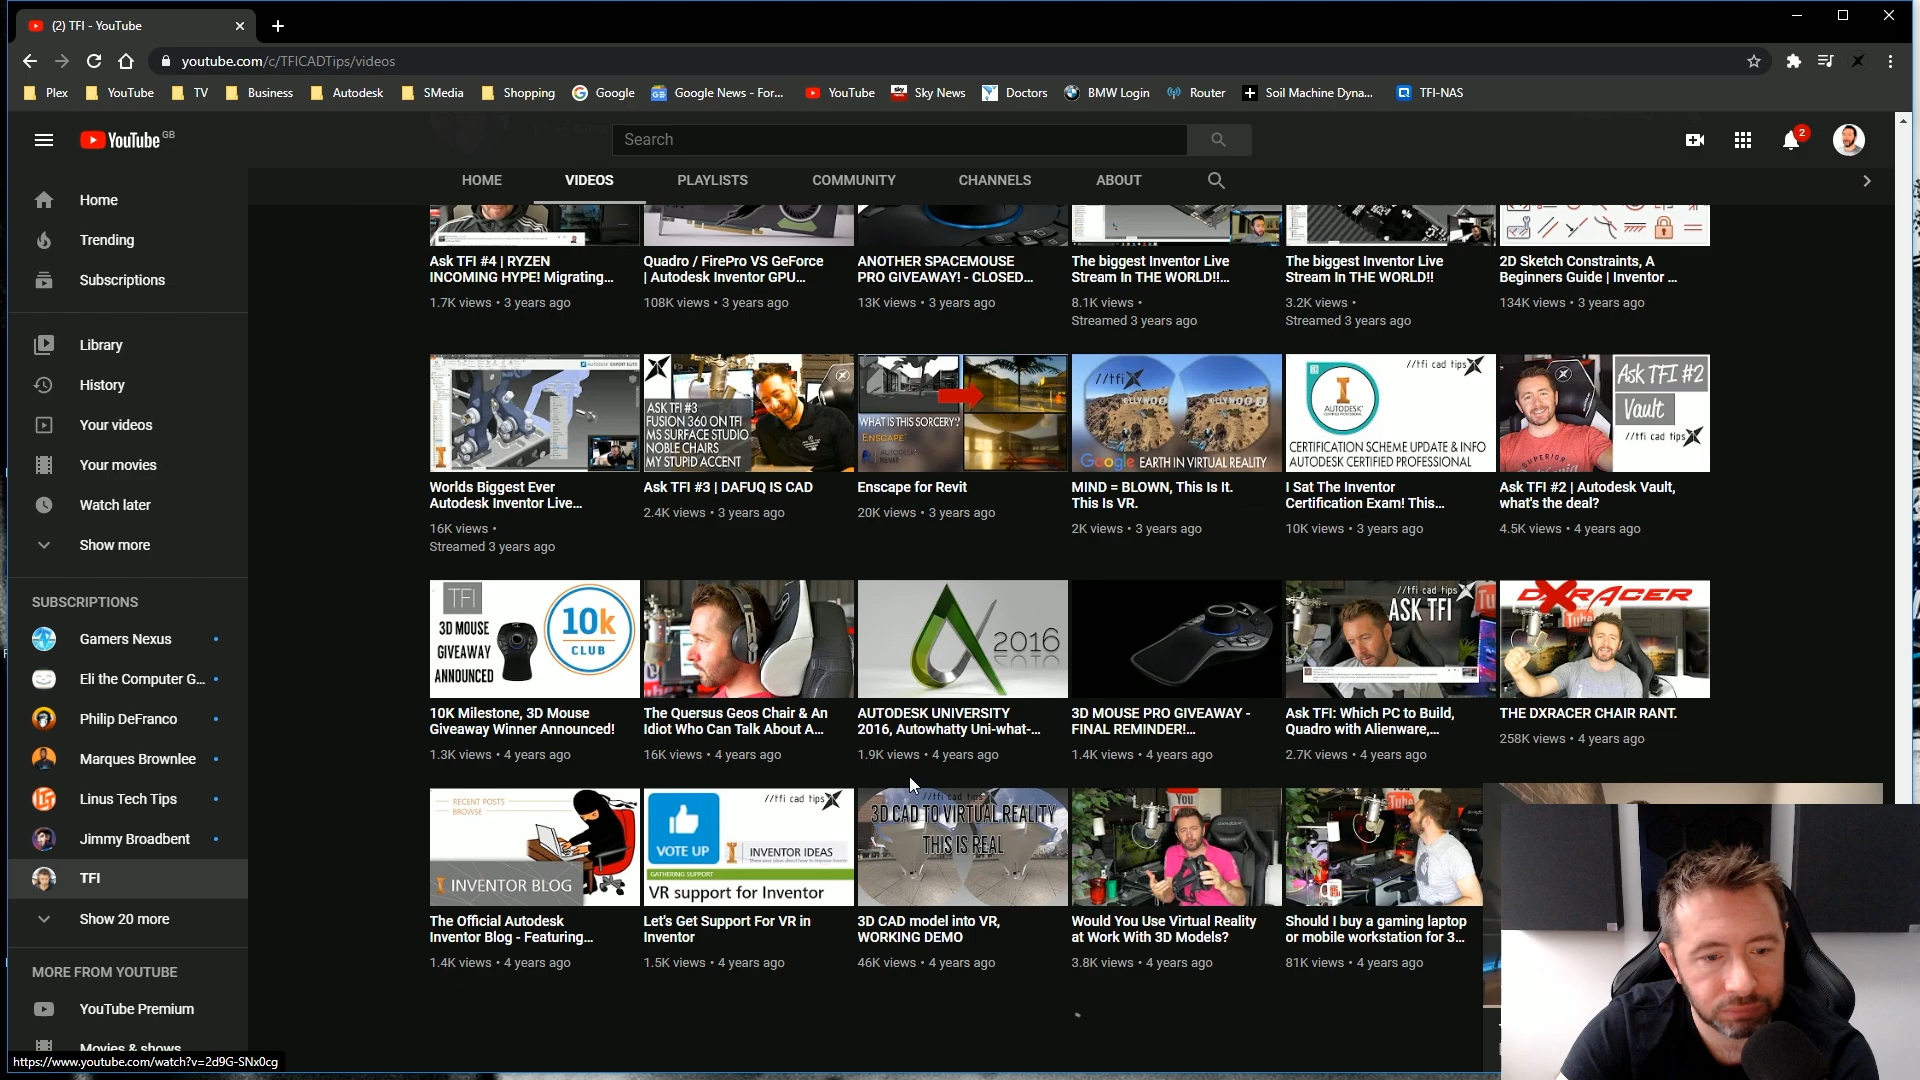 (2) TFI - YouTube
youtube.com/c/TFICADTips/videos
Plex YouTube TV Business Autodesk SMedia Shopping Google Google News - For... YouTube Sky News Doctors BMW Login Router Soil Machine Dyna... TFI-NAS
YouTube GB
Search
2
HOME VIDEOS PLAYLISTS COMMUNITY CHANNELS ABOUT
Home
Trending
Subscriptions
Library
History
Your videos
Your movies
Watch later
Show more
SUBSCRIPTIONS
Gamers Nexus
Eli the Computer G...
Philip DeFranco
Marques Brownlee
Linus Tech Tips
Jimmy Broadbent
TFI
Show 20 more
MORE FROM YOUTUBE
YouTube Premium
Movies & shows
https://www.youtube.com/watch?v=2d9G-SNx0cg
Ask TFI #4 | RYZEN
INCOMING HYPE! Migrating...
1.7K views • 3 years ago
Quadro / FirePro VS GeForce
| Autodesk Inventor GPU...
108K views • 3 years ago
ANOTHER SPACEMOUSE
PRO GIVEAWAY! - CLOSED...
13K views • 3 years ago
The biggest Inventor Live
Stream In THE WORLD!!...
8.1K views •
Streamed 3 years ago
The biggest Inventor Live
Stream In THE WORLD!!
3.2K views •
Streamed 3 years ago
2D Sketch Constraints, A
Beginners Guide | Inventor ...
134K views • 3 years ago
Worlds Biggest Ever
Autodesk Inventor Live...
16K views •
Streamed 3 years ago
ASK TFI #3
FUSION 360 ON TFI
MS SURFACE STUDIO
NOBLE CHAIRS
MY STUPID ACCENT
Ask TFI #3 | DAFUQ IS CAD
2.4K views • 3 years ago
WHAT IS THIS SORCERY?
ENSCAPE
Enscape for Revit
20K views • 3 years ago
//tfi
Google EARTH IN VIRTUAL REALITY
MIND = BLOWN, This Is It.
This Is VR.
2K views • 3 years ago
//tfi cad tips
AUTODESK
CERTIFICATION SCHEME UPDATE & INFO
AUTODESK CERTIFIED PROFESSIONAL
I Sat The Inventor
Certification Exam! This...
10K views • 3 years ago
Ask TFI #2
Vault
//tfi cad tips
SUPERIOR
Ask TFI #2 | Autodesk Vault,
what's the deal?
4.5K views • 4 years ago
TFI
3D MOUSE
GIVEAWAY
ANNOUNCED
10k
CLUB
10K Milestone, 3D Mouse
Giveaway Winner Announced!
1.3K views • 4 years ago
The Quersus Geos Chair & An
Idiot Who Can Talk About A...
16K views • 4 years ago
2016
AUTODESK UNIVERSITY
2016, Autowhatty Uni-what-...
1.9K views • 4 years ago
3D MOUSE PRO GIVEAWAY -
FINAL REMINDER!...
1.4K views • 4 years ago
//tfi cad tips
ASK TFI
Ask TFI: Which PC to Build,
Quadro with Alienware,...
2.7K views • 4 years ago
DXRACER
THE DXRACER CHAIR RANT.
258K views • 4 years ago
RECENT POSTS
BROWSE
INVENTOR BLOG
The Official Autodesk
Inventor Blog - Featuring...
1.4K views • 4 years ago
//tfi cad tips
VOTE UP
INVENTOR IDEAS
GATHERING SUPPORT
VR support for Inventor
Let's Get Support For VR in
Inventor
1.5K views • 4 years ago
//tfi cad tips
3D CAD TO VIRTUAL REALITY
THIS IS REAL
3D CAD model into VR,
WORKING DEMO
46K views • 4 years ago
You
Would You Use Virtual Reality
at Work With 3D Models?
3.8K views • 4 years ago
You
Should I buy a gaming laptop
or mobile workstation for 3...
81K views • 4 years ago